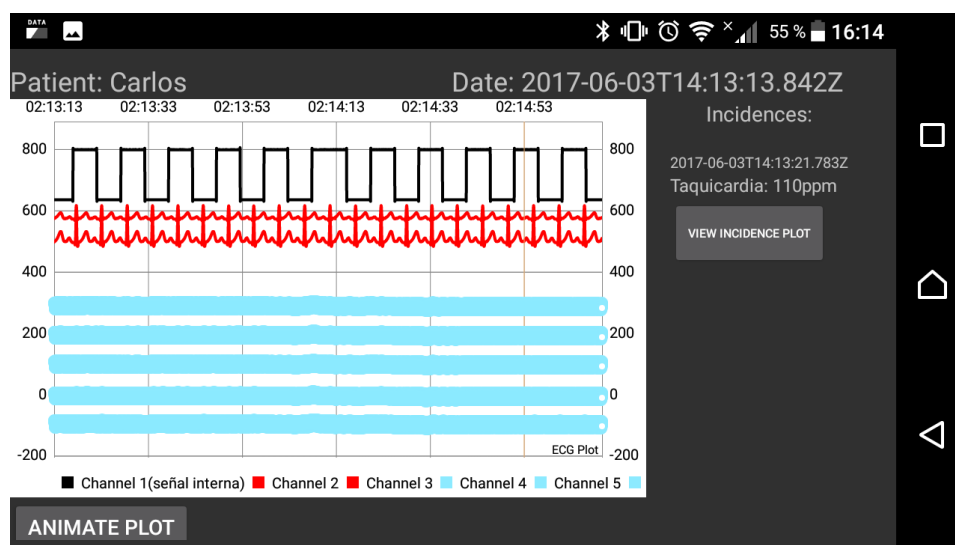 DATA
55 % 16:14
Patient: Carlos
Date: 2017-06-03T14:13:13.842Z
02:13:13 02:13:33 02:13:53 02:14:13 02:14:33 02:14:53
Incidences:
800 800
2017-06-03T14:13:21.783Z
Taquicardia: 110ppm
600 600
VIEW INCIDENCE PLOT
400 400
200 200
0 0
ECG Plot
-200 -200
Channel 1(señal interna) Channel 2 Channel 3 Channel 4 Channel 5
ANIMATE PLOT